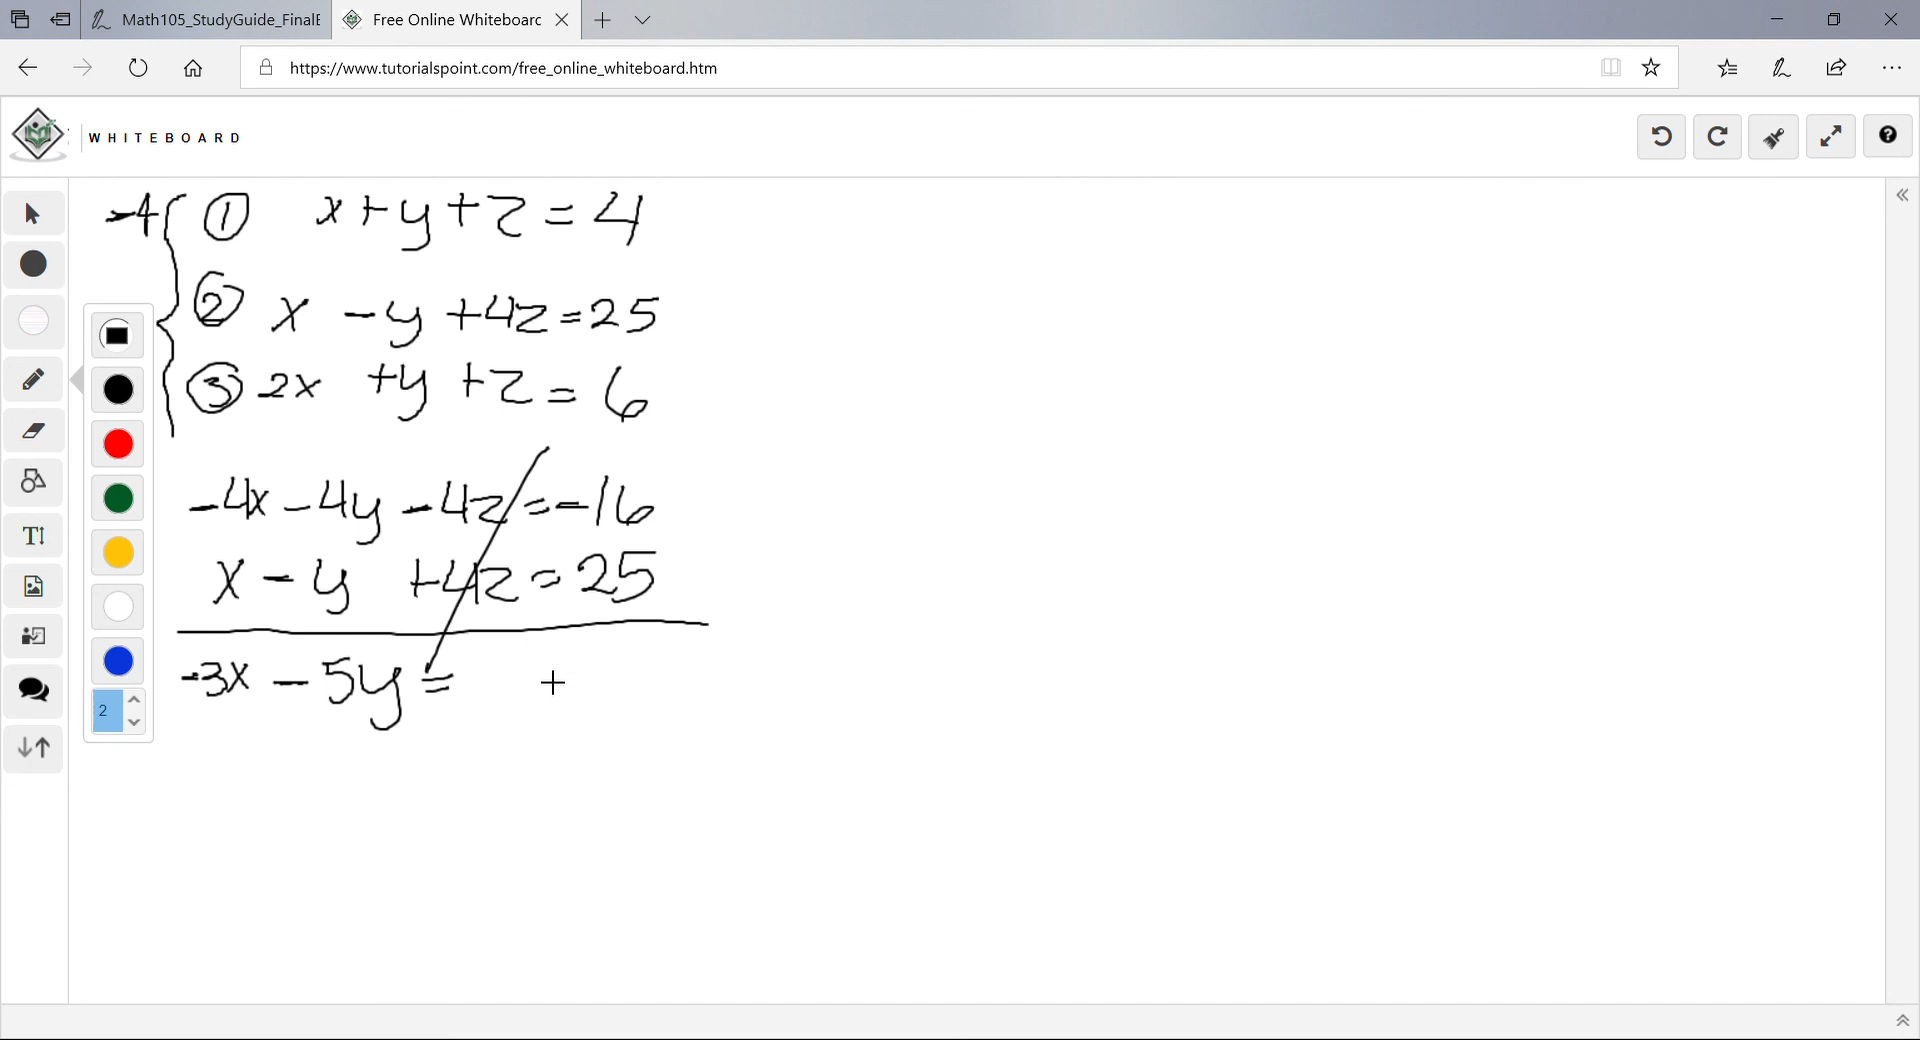 Math105_StudyGuide_FinalE
Free Online Whiteboarc
https://www.tutorialspoint.com/free_online_whiteboard.htm
WHITEBOARD
-4 { ① x+y+z=4
② x -y +4z=25
③ 2x +y +z = 6
-4x -4y -4z =-16
x - y +4z = 25
-3x - 5y =
T
2